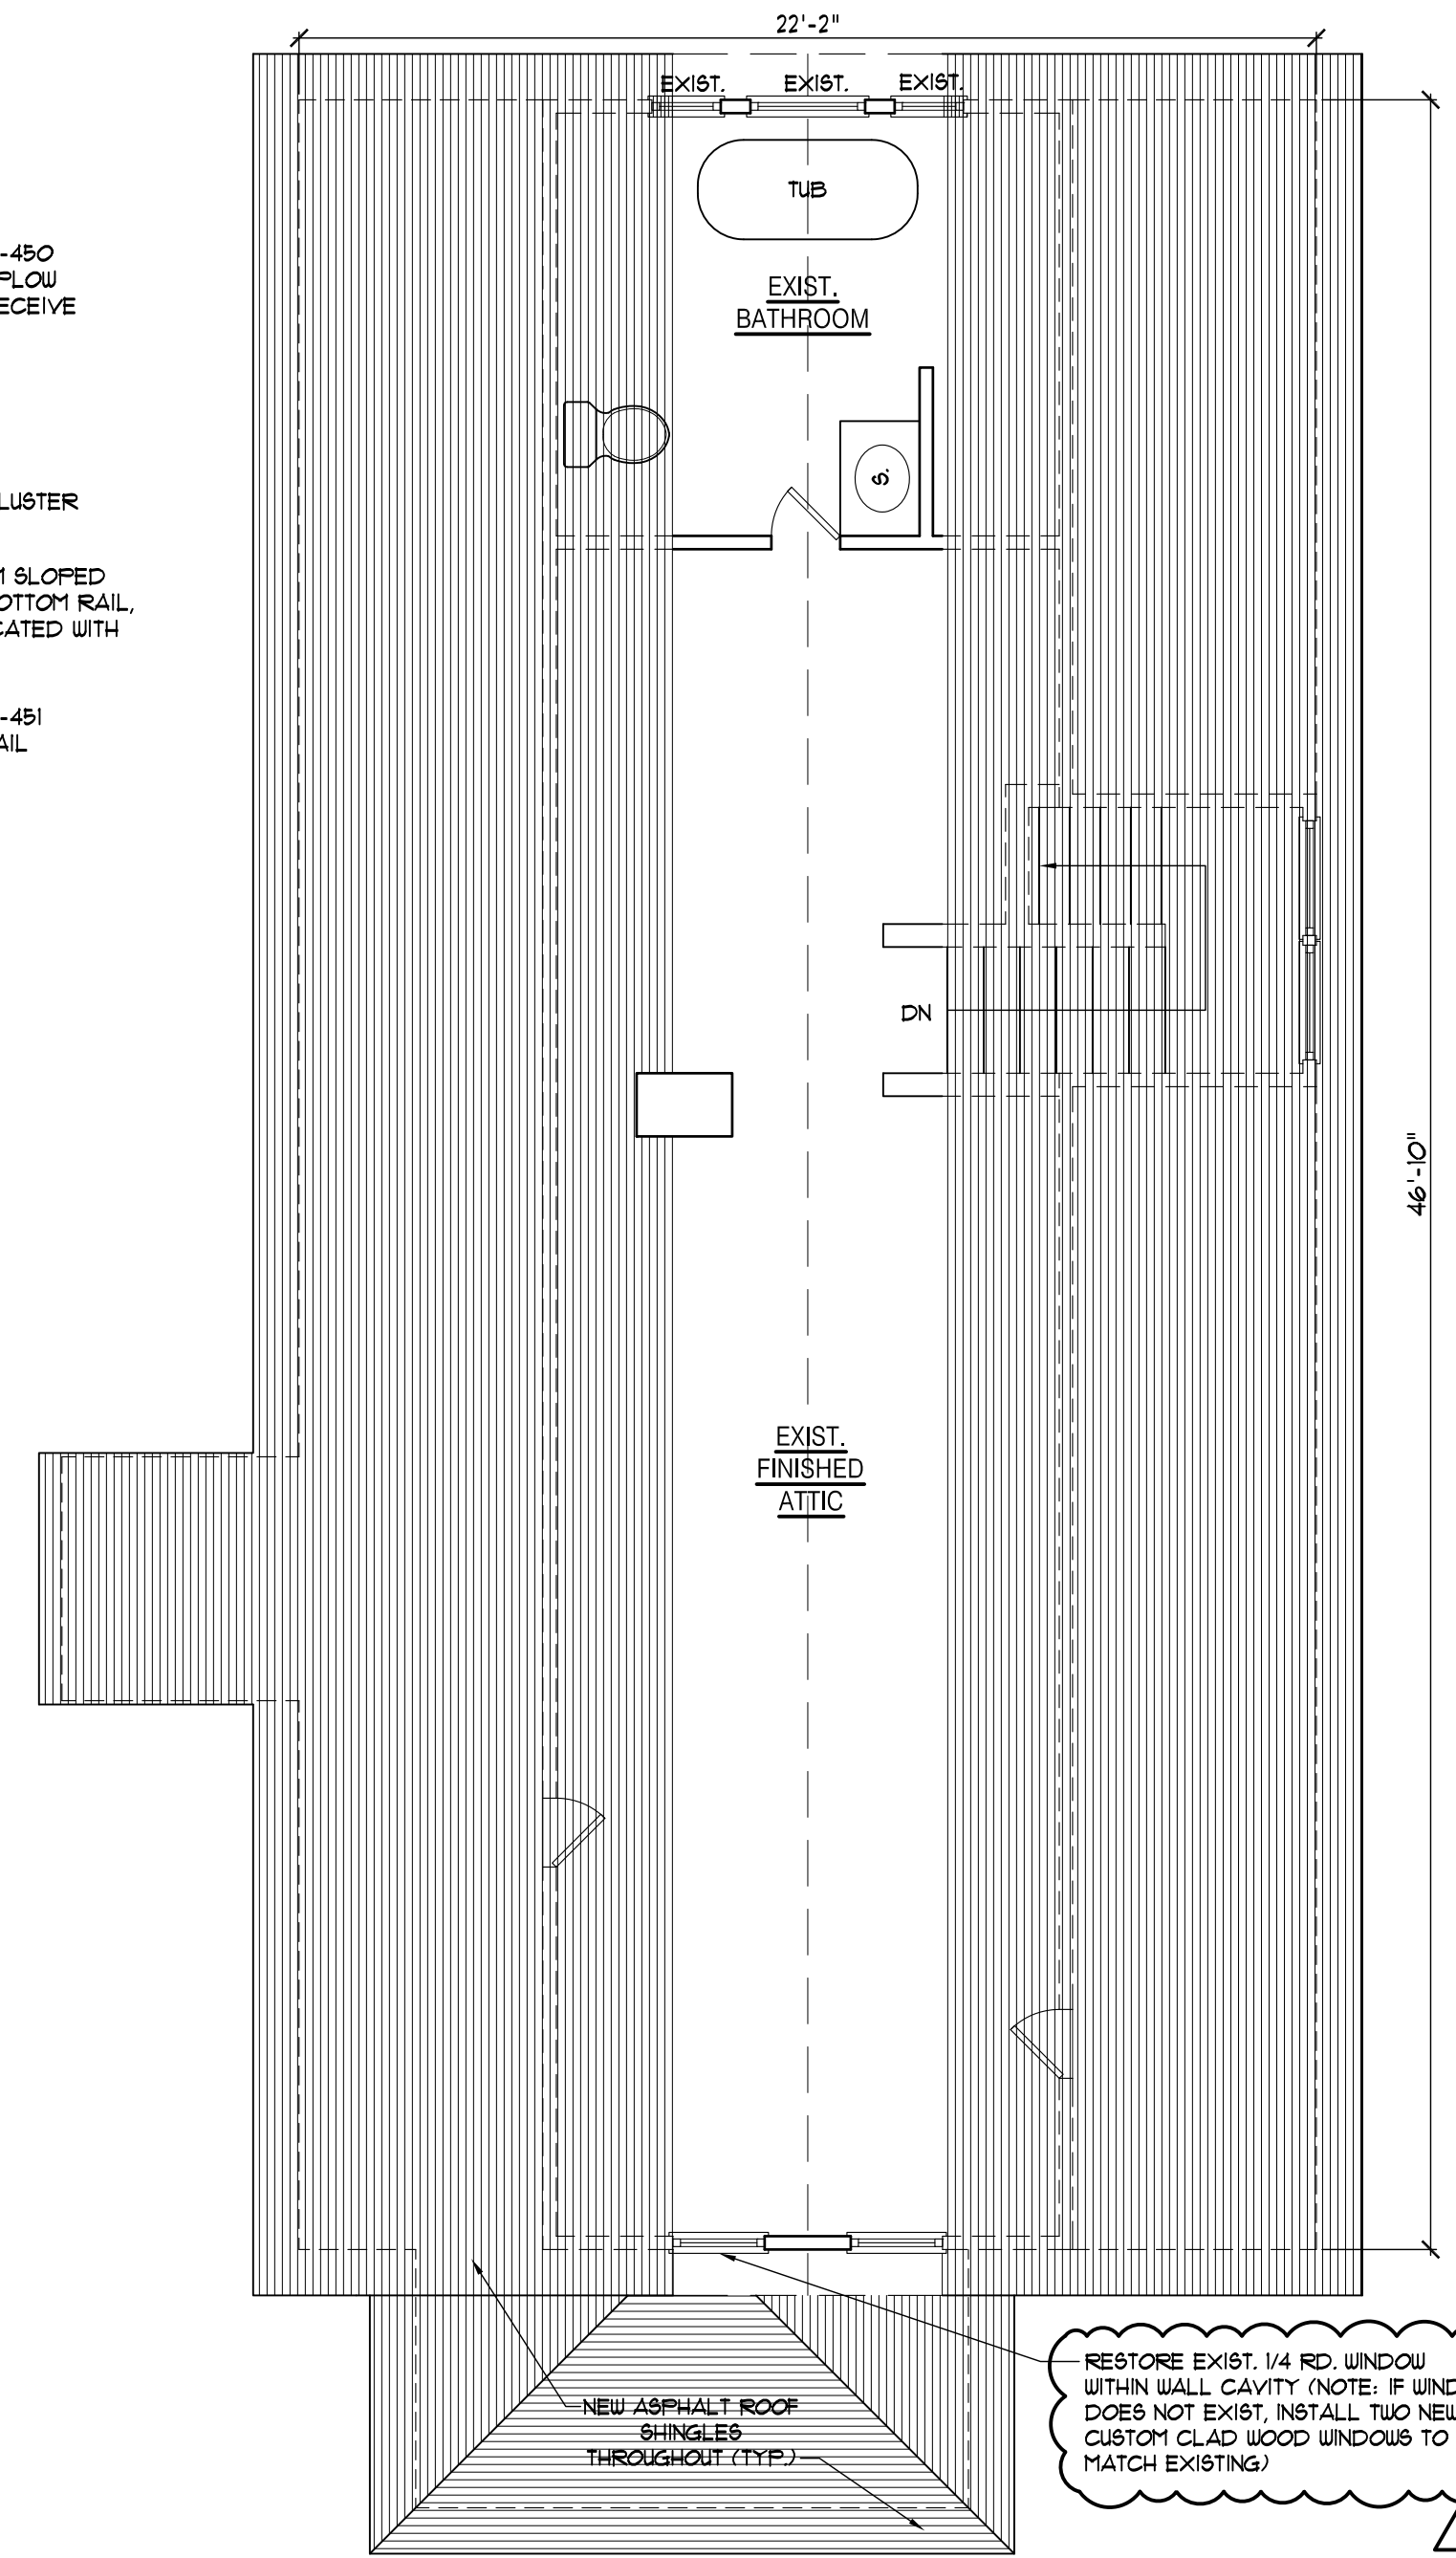 22'-2"
EXIST. EXIST. EXIST.
TUB
-450
PLOW
ECEIVE
EXIST.
BATHROOM
S.
LUSTER
SLOPED
OTTOM RAIL,
CATED WITH
-451
AIL
DN
46'-10"
EXIST.
FINISHED
ATTIC
RESTORE EXIST. 1/4 RD. WINDOW
WITHIN WALL CAVITY (NOTE: IF WIND
DOES NOT EXIST, INSTALL TWO NEW
CUSTOM CLAD WOOD WINDOWS TO
MATCH EXISTING)
NEW ASPHALT ROOF
SHINGLES
THROUGHOUT (TYP.)